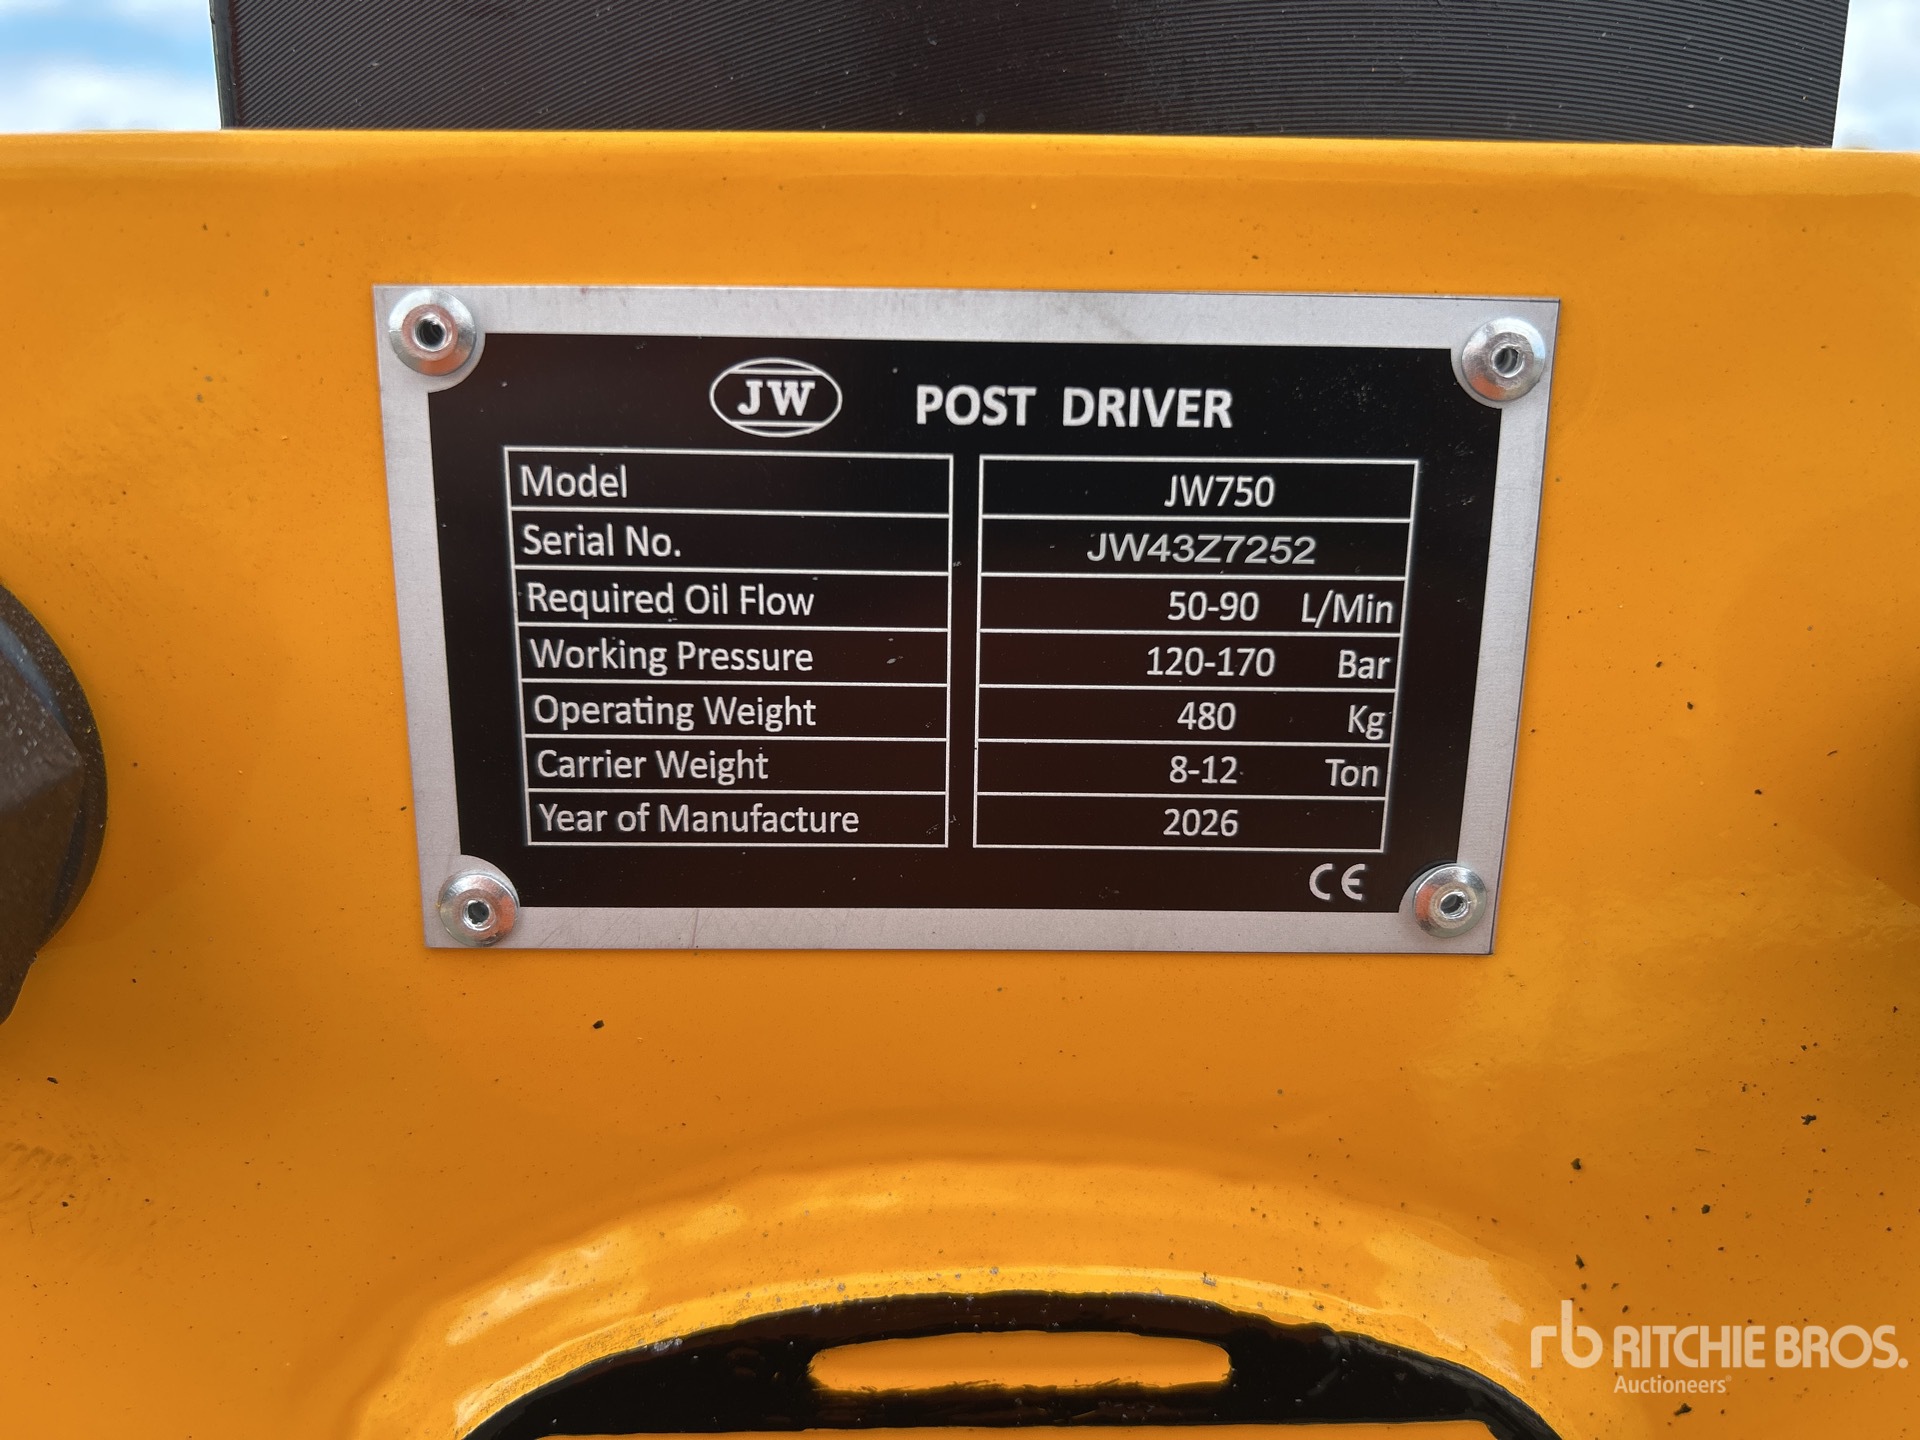 JW POST DRIVER
Model JW750
Serial No. JW43Z7252
Required Oil Flow 50-90 L/Min
Working Pressure 120-170 Bar
Operating Weight 480 Kg
Carrier Weight 8-12 Ton
Year of Manufacture 2026
CE
rb RITCHIE BROS.
Auctioneers